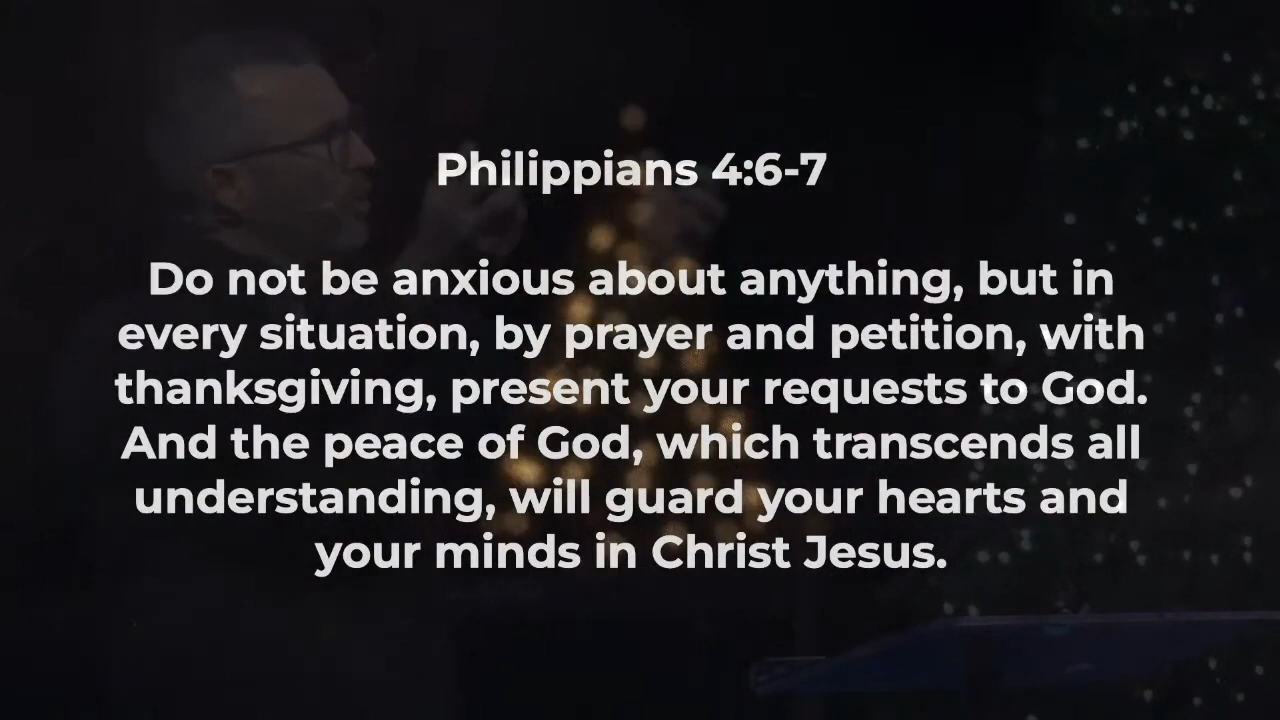 Philippians 4:6-7
Do not be anxious about anything, but in
every situation, by prayer and petition, with
thanksgiving, present your requests to God.
And the peace of God, which transcends all
understanding, will guard your hearts and
your minds in Christ Jesus.